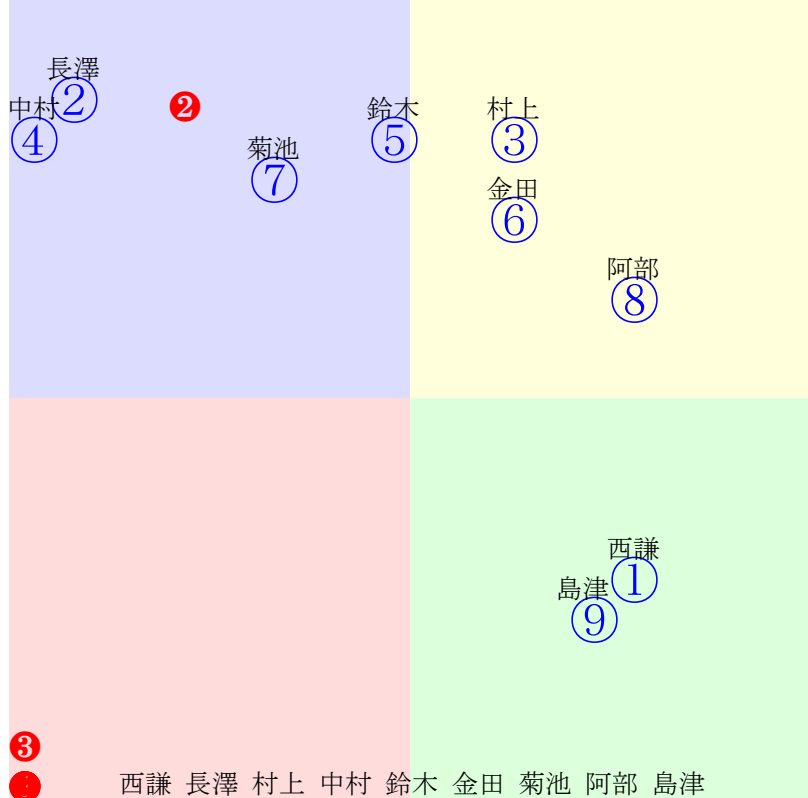 長澤
②
❷
中村
④
鈴木
⑤
村上
③
菊池
⑦
金田
⑥
阿部
⑧
西謙
①
島津
⑨
❸
西謙 長澤 村上 中村 鈴木 金田 菊池 阿部 島津